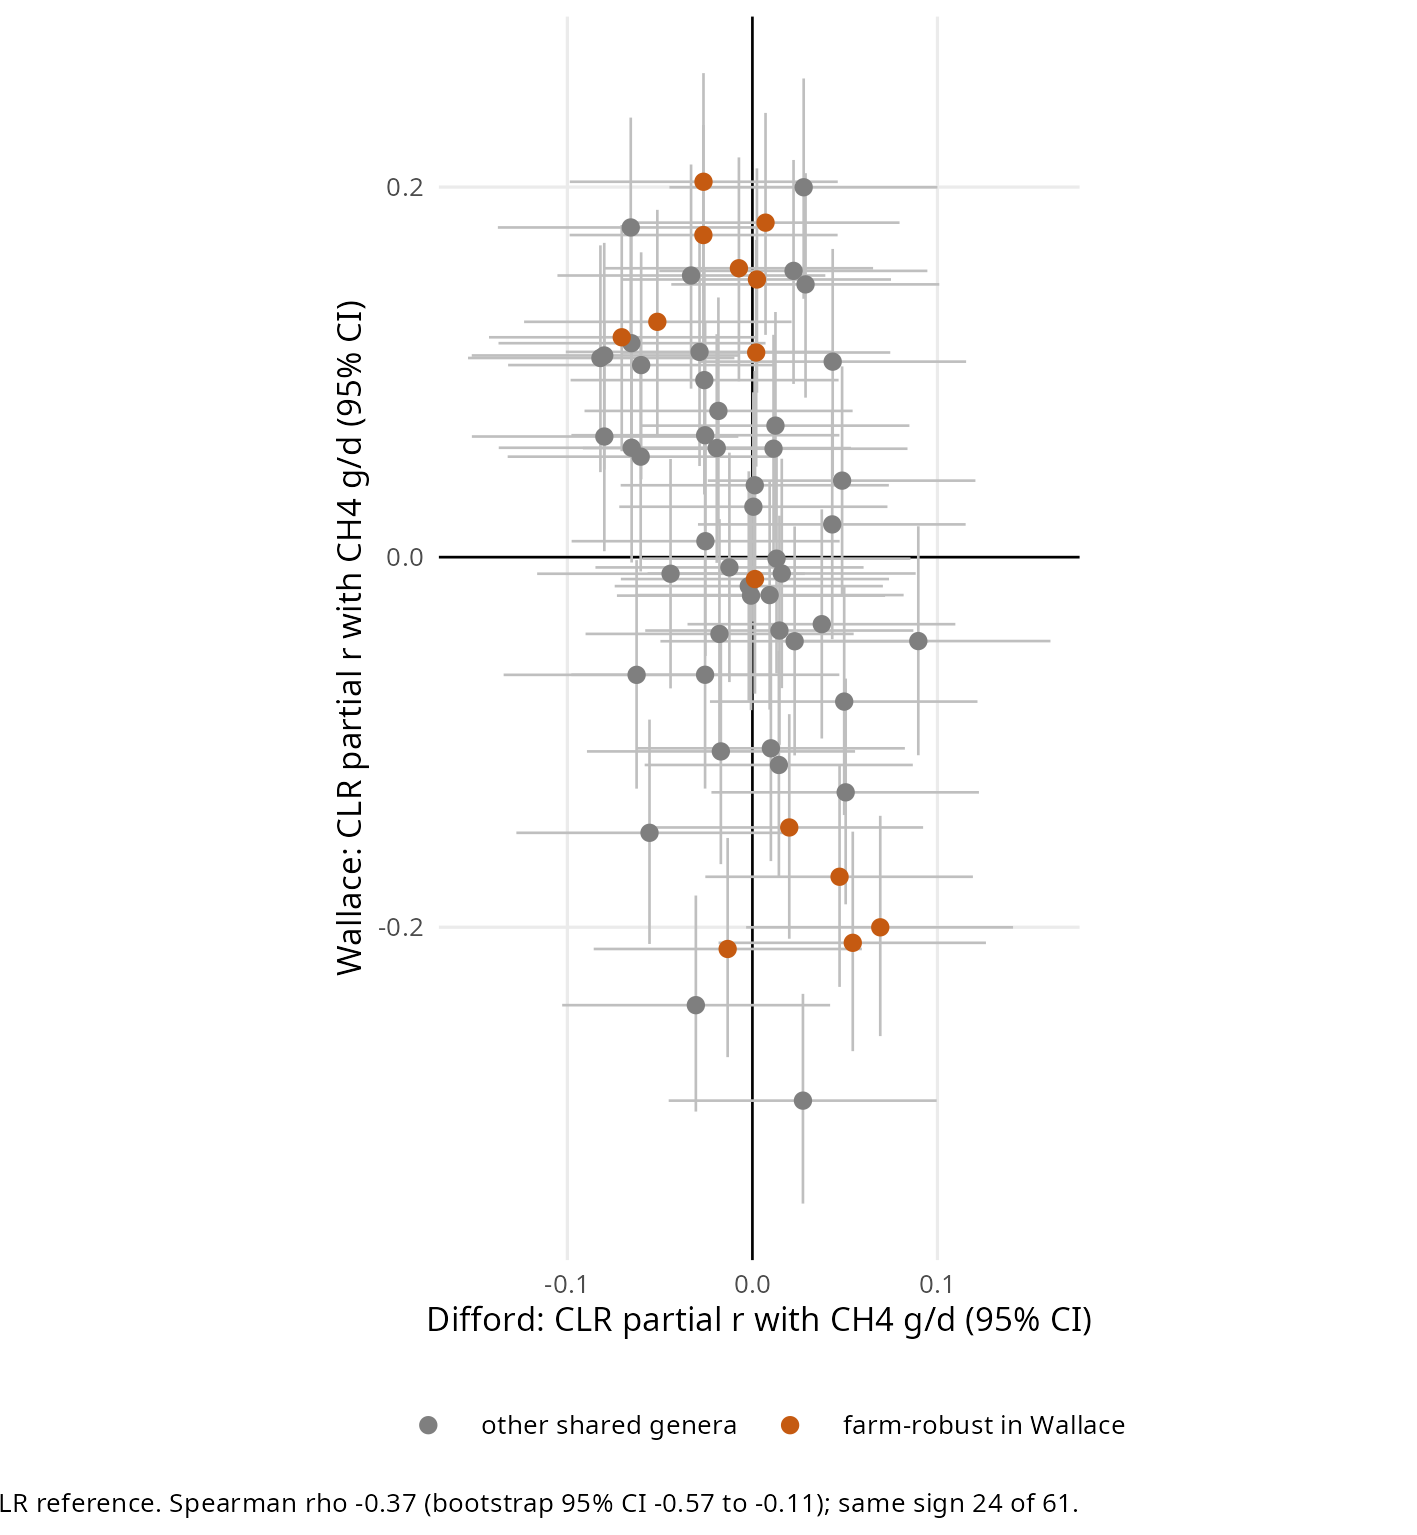 0.2
0.0
-0.2
Wallace: CLR partial r with CH4 g/d (95% CI)
-0.1 0.0 0.1
Difford: CLR partial r with CH4 g/d (95% CI)
other shared genera farm-robust in Wallace
LR reference. Spearman rho -0.37 (bootstrap 95% CI -0.57 to -0.11); same sign 24 of 61.